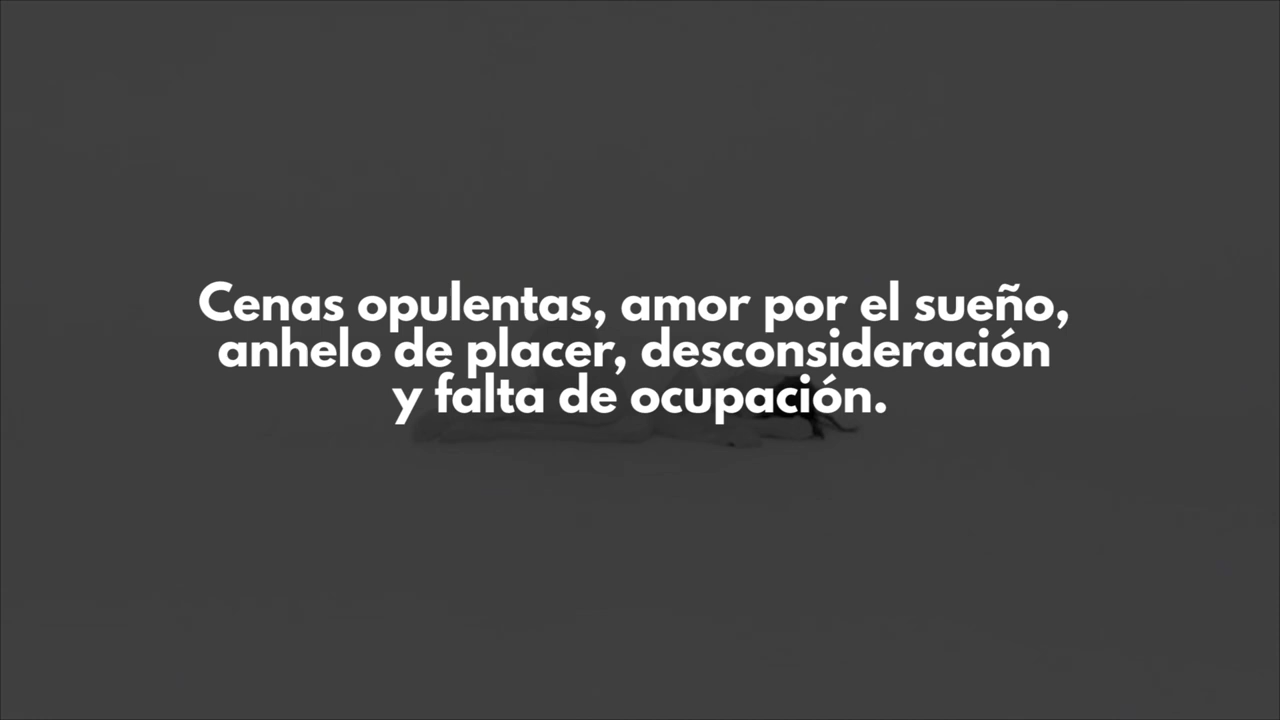 Cenas opulentas, amor por el sueño,
anhelo de placer, desconsideración
y falta de ocupación.